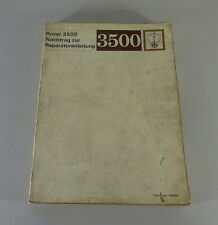 Rover 3500
Nachtrag zur
Reparaturanleitung
3500